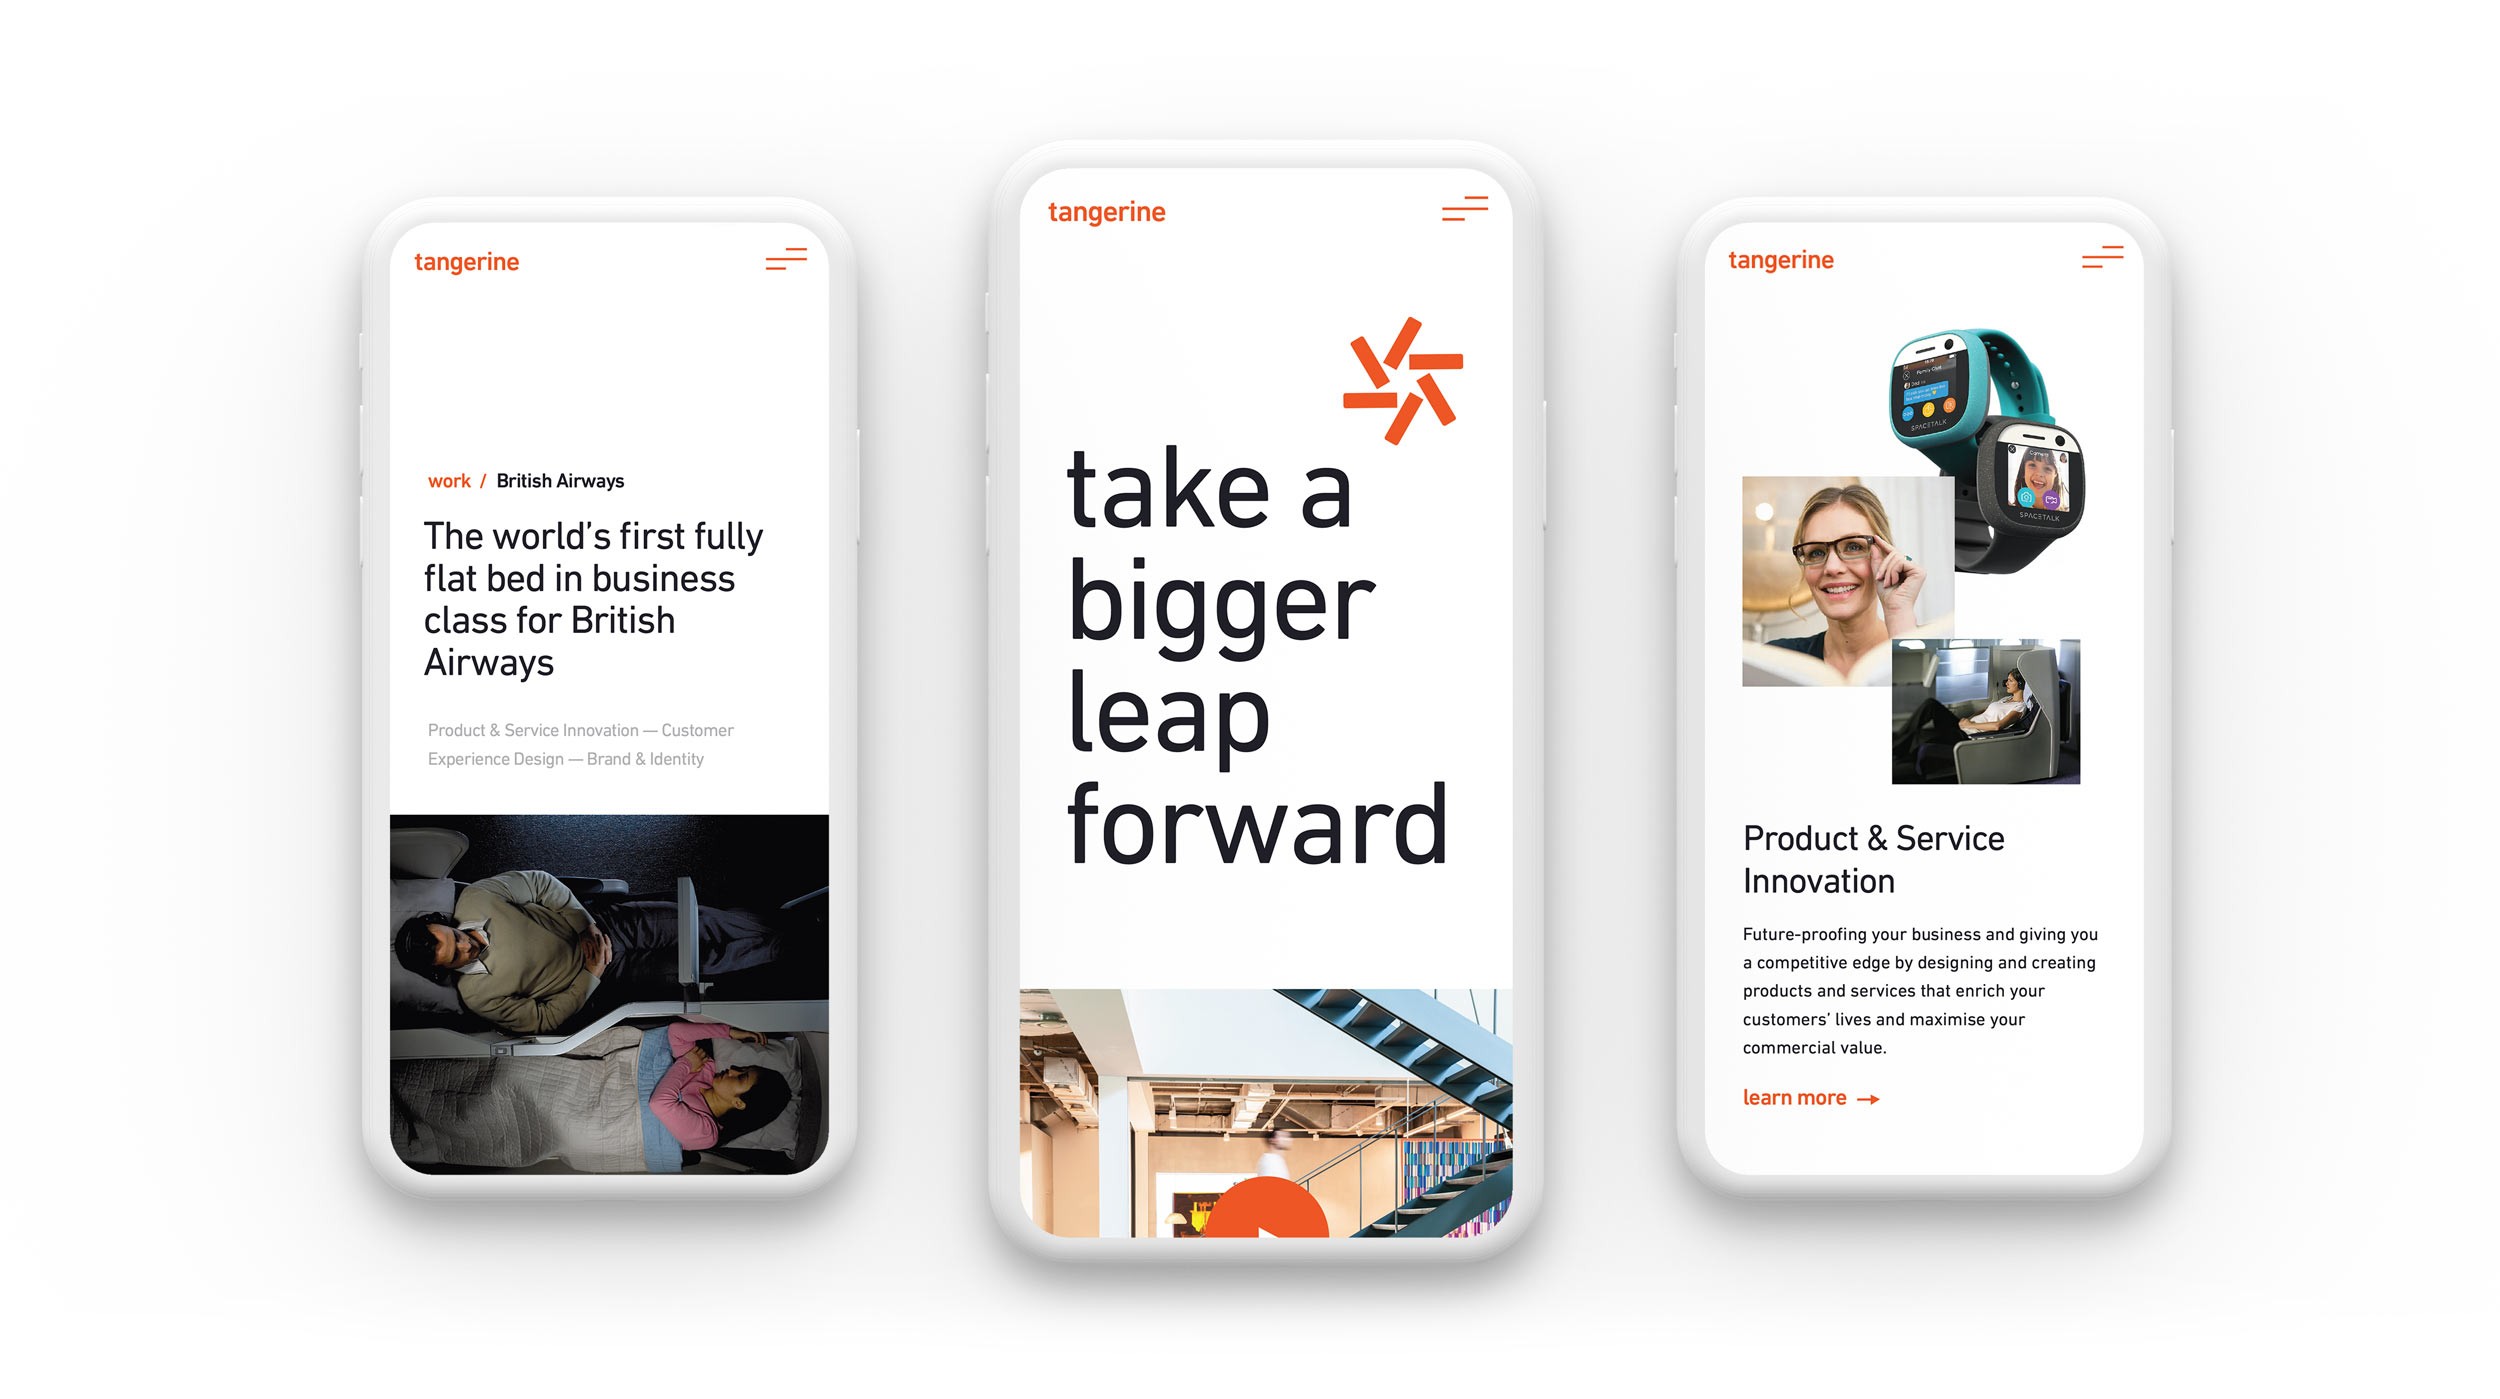 tangerine
work / British Airways
The world’s first fully
flat bed in business
class for British
Airways
Product & Service Innovation — Customer
Experience Design — Brand & Identity
tangerine
take a
bigger
leap
forward
tangerine
Family Chat
SPACETALK
Camera
SPACETALK
Product & Service
Innovation
Future-proofing your business and giving you
a competitive edge by designing and creating
products and services that enrich your
customers’ lives and maximise your
commercial value.
learn more →